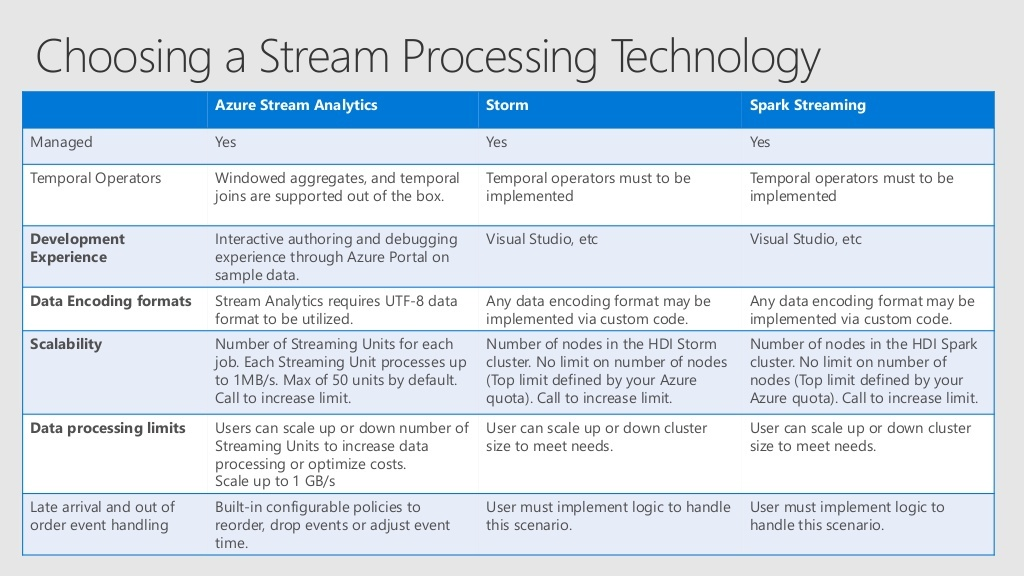 Choosing a Stream Processing Technology
Azure Stream Analytics
Storm
Spark Streaming
Managed
Yes
Yes
Yes
Temporal Operators
Windowed aggregates, and temporal
joins are supported out of the box.
Temporal operators must to be
implemented
Temporal operators must to be
implemented
Development
Experience
Interactive authoring and debugging
experience through Azure Portal on
sample data.
Visual Studio, etc
Visual Studio, etc
Data Encoding formats
Stream Analytics requires UTF-8 data
format to be utilized.
Any data encoding format may be
implemented via custom code.
Any data encoding format may be
implemented via custom code.
Scalability
Number of Streaming Units for each
job. Each Streaming Unit processes up
to 1MB/s. Max of 50 units by default.
Call to increase limit.
Number of nodes in the HDI Storm
cluster. No limit on number of nodes
(Top limit defined by your Azure
quota). Call to increase limit.
Number of nodes in the HDI Spark
cluster. No limit on number of
nodes (Top limit defined by your
Azure quota). Call to increase limit.
Data processing limits
Users can scale up or down number of
Streaming Units to increase data
processing or optimize costs.
Scale up to 1 GB/s
User can scale up or down cluster
size to meet needs.
User can scale up or down cluster
size to meet needs.
Late arrival and out of
order event handling
Built-in configurable policies to
reorder, drop events or adjust event
time.
User must implement logic to handle
this scenario.
User must implement logic to
handle this scenario.